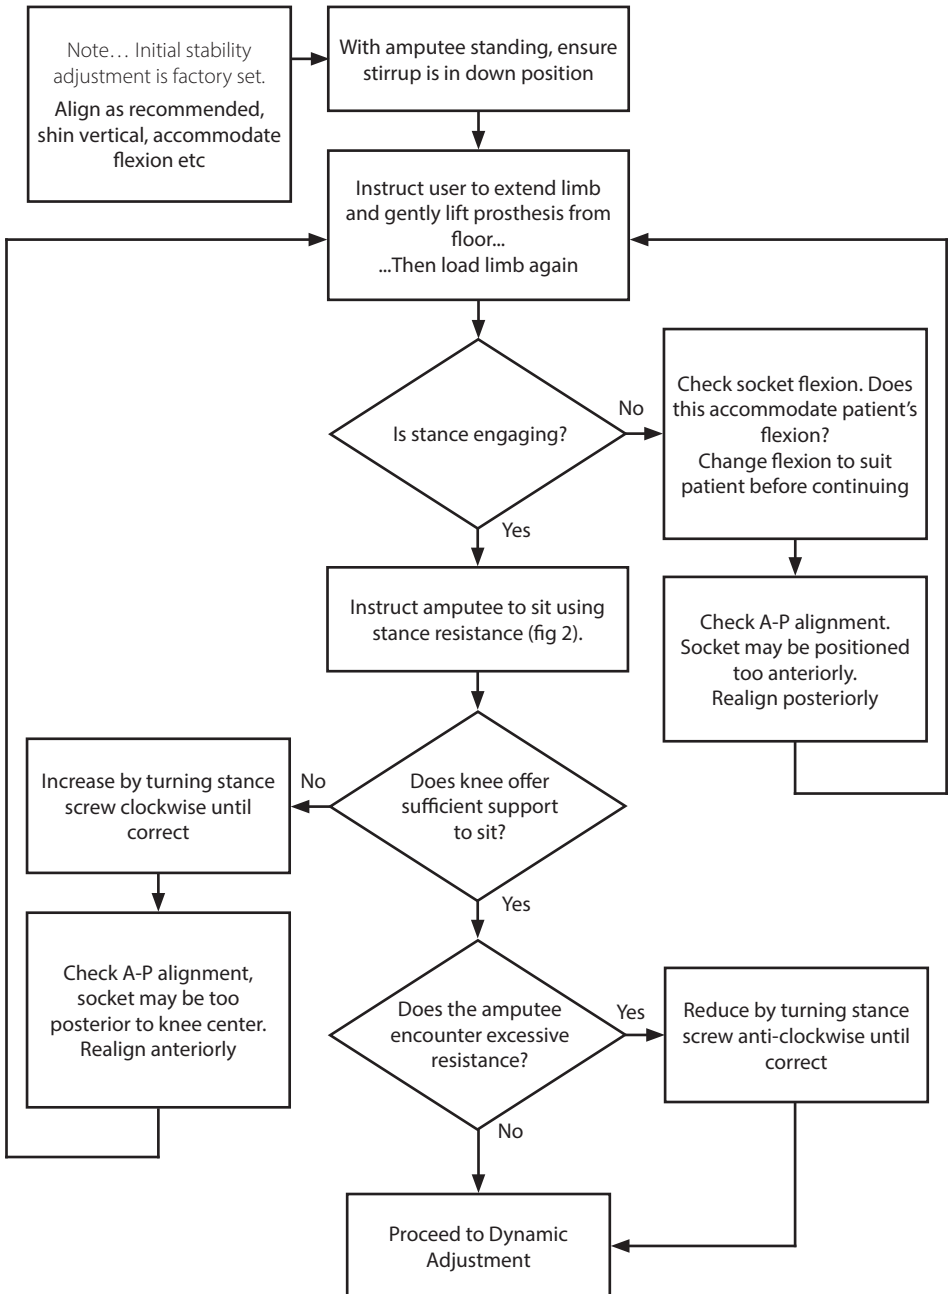 Note… Initial stability
adjustment is factory set.
Align as recommended,
shin vertical, accommodate
flexion etc
With amputee standing, ensure
stirrup is in down position
Instruct user to extend limb
and gently lift prosthesis from
floor...
...Then load limb again
Is stance engaging?
No
Check socket flexion. Does
this accommodate patient's
flexion?
Change flexion to suit
patient before continuing
Yes
Check A-P alignment.
Socket may be positioned
too anteriorly.
Realign posteriorly
Instruct amputee to sit using
stance resistance (fig 2).
Does knee offer
sufficient support
to sit?
No
Increase by turning stance
screw clockwise until
correct
Check A-P alignment,
socket may be too
posterior to knee center.
Realign anteriorly
Yes
Does the amputee
encounter excessive
resistance?
Yes
Reduce by turning stance
screw anti-clockwise until
correct
No
Proceed to Dynamic
Adjustment